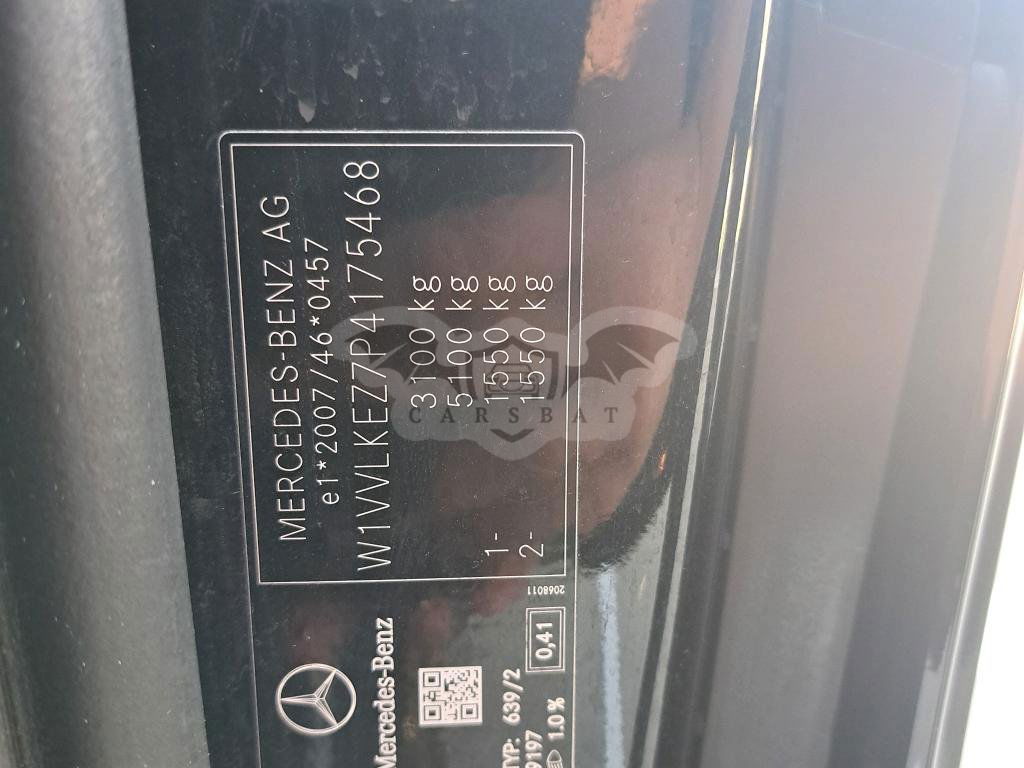 MERCEDES-BENZ AG
e1*2007/46*0457
W1VVLKEZ7P4175468
3100 kg
5100 kg
1- 1550 kg
2- 1550 kg
CARSBAT
2068011
Mercedes-Benz
TYP: 639/2
0,41
9197
1.0 %